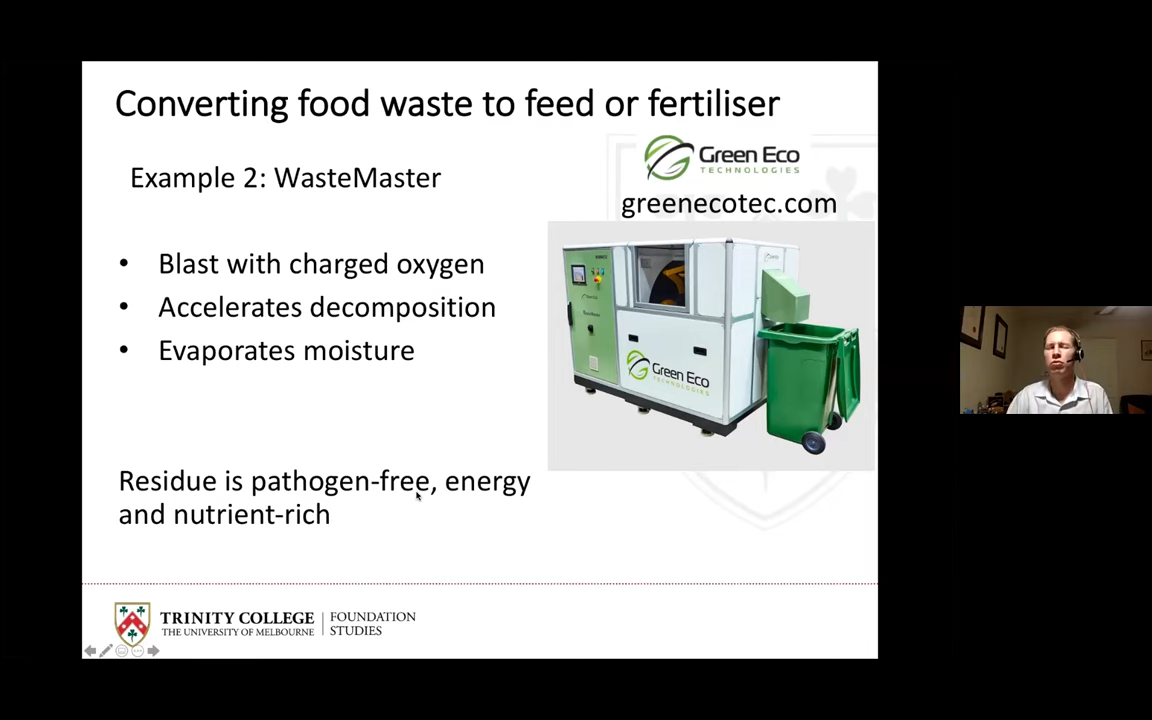 Converting food waste to feed or fertiliser
Example 2: WasteMaster
Green Eco
TECHNOLOGIES
greenecotec.com
• Blast with charged oxygen
• Accelerates decomposition
• Evaporates moisture
Green Eco
TECHNOLOGIES
Residue is pathogen-free, energy
and nutrient-rich
TRINITY COLLEGE
THE UNIVERSITY OF MELBOURNE
FOUNDATION
STUDIES